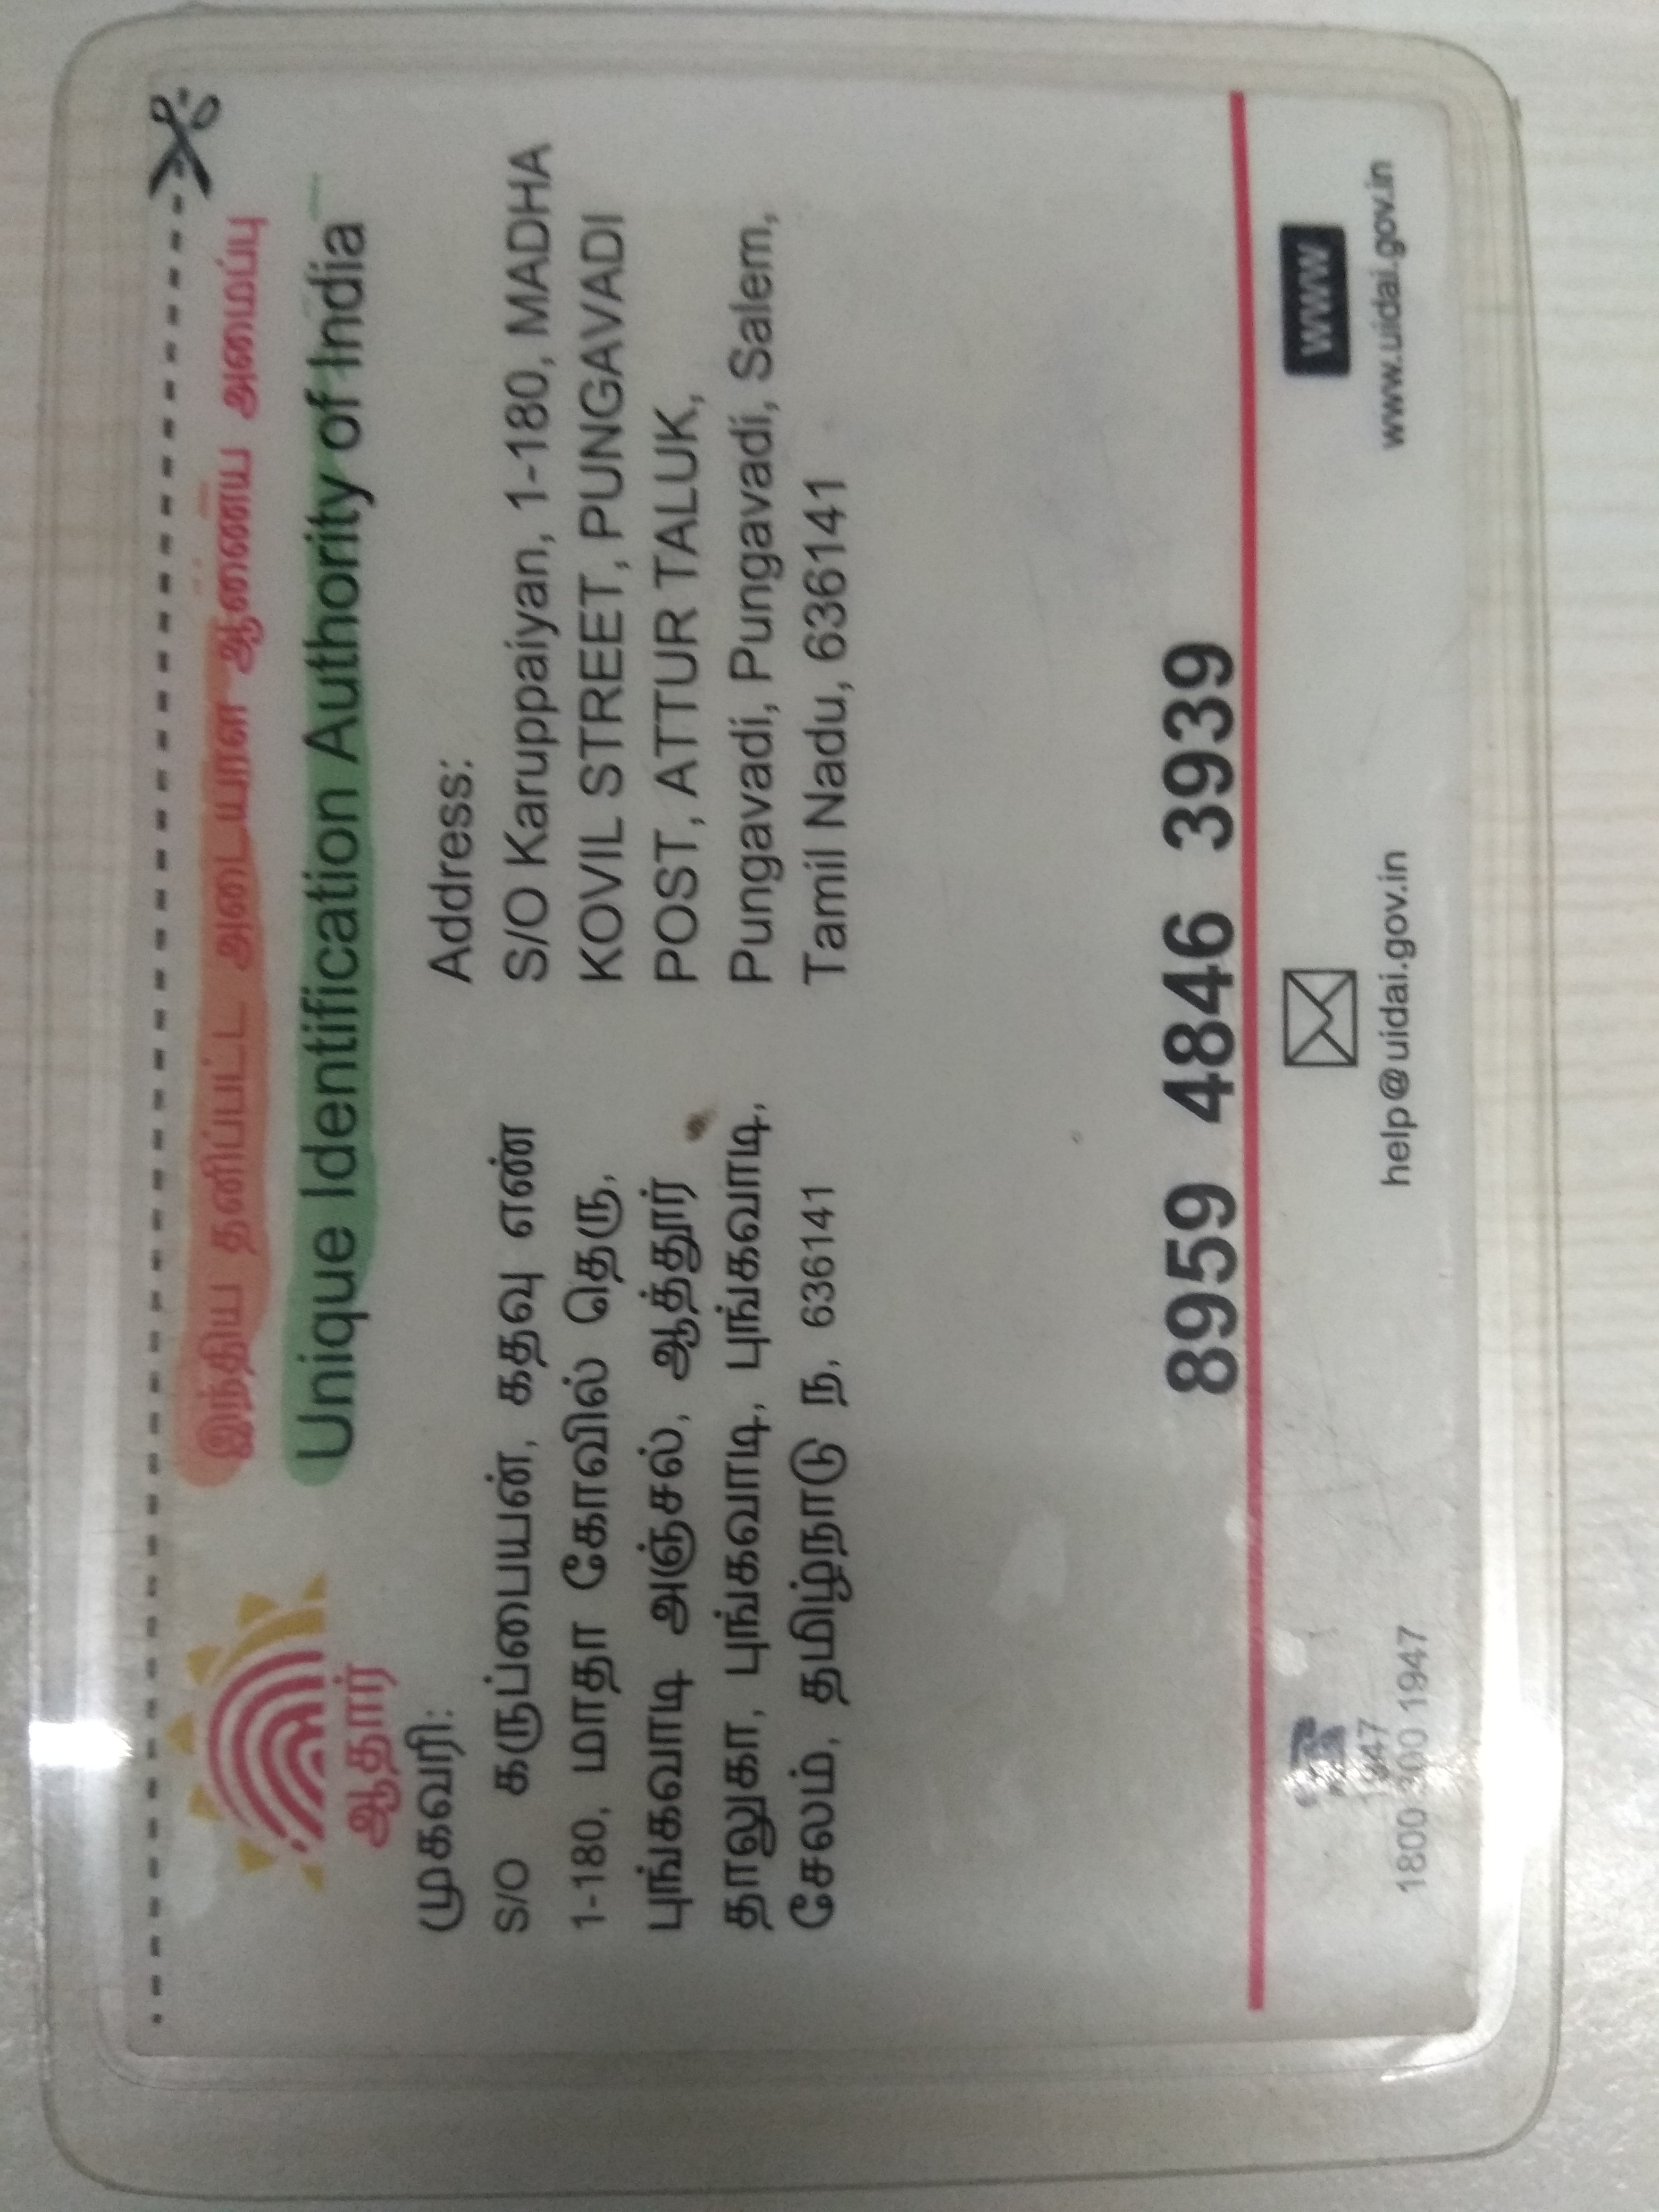 இந்திய தனிப்பட்ட அடையாள ஆணைய அமைப்பு
Unique Identification Authority of India
ஆதார்
முகவரி:
S/O கருப்பையன், கதவு எண்
1-180, மாதா கோவில் தெரு,
புங்கவாடி அஞ்சல், ஆத்தூர்
தாலுகா, புங்கவாடி, புங்கவாடி,
சேலம், தமிழ்நாடு ந, 636141
Address:
S/O Karuppaiyan, 1-180, MADHA
KOVIL STREET, PUNGAVADI
POST, ATTUR TALUK,
Pungavadi, Pungavadi, Salem,
Tamil Nadu, 636141
8959 4846 3939
1947
1800 300 1947
help@uidai.gov.in
WWW
www.uidai.gov.in